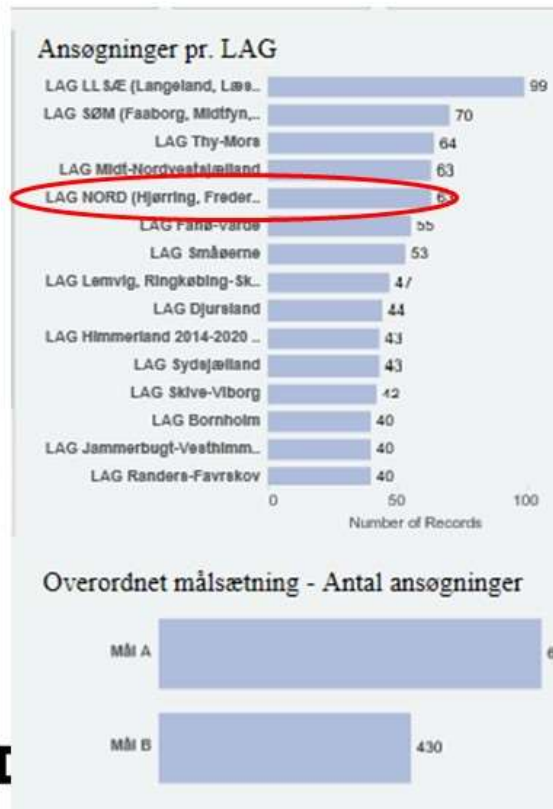 Ansøgninger pr. LAG
LAG LLSÆ (Langeland, Læs.. 99
LAG SØM (Faaborg, Midtfyn,.. 70
LAG Thy-Mors 64
LAG Midt-Nordvestsjælland 63
LAG NORD (Hjørring, Freder.. 63
LAG Fanø-Varde 55
LAG Småøerne 53
LAG Lemvig, Ringkøbing-Sk.. 47
LAG Djursland 44
LAG Himmerland 2014-2020 .. 43
LAG Sydsjælland 43
LAG Skive-Viborg 42
LAG Bornholm 40
LAG Jammerbugt-Vesthimm.. 40
LAG Randers-Favrskov 40
0 50 100
Number of Records
Overordnet målsætning - Antal ansøgninger
Mål A
Mål B 430